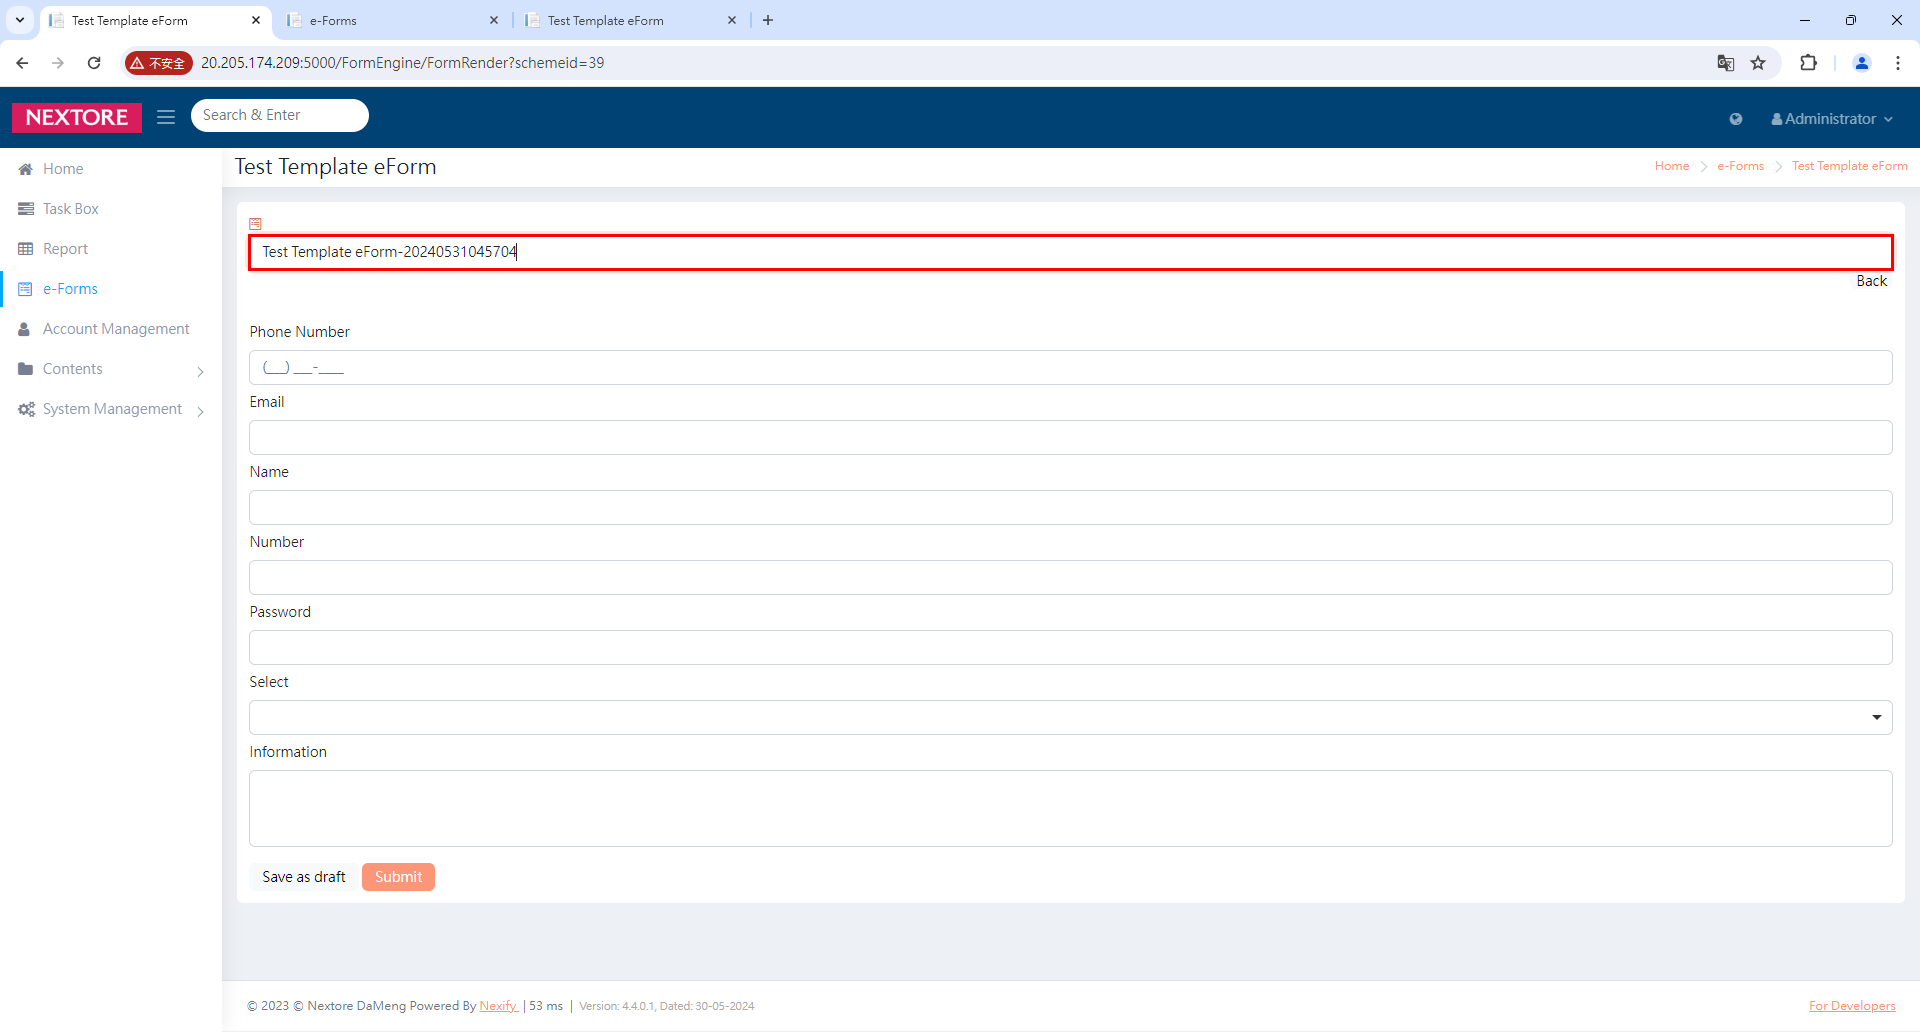 Test Template eForm
e-Forms
Test Template eForm
不安全
20.205.174.209:5000/FormEngine/FormRender?schemeid=39
NEXTORE
Search & Enter
Administrator
Home
Task Box
Report
e-Forms
Account Management
Contents
System Management
Test Template eForm
Home > e-Forms > Test Template eForm
Test Template eForm-20240531045704
Back
Phone Number
(___) ___-____
Email
Name
Number
Password
Select
Information
Save as draft
Submit
© 2023 © Nextore DaMeng Powered By Nexify | 53 ms | Version: 4.4.0.1, Dated: 30-05-2024
For Developers